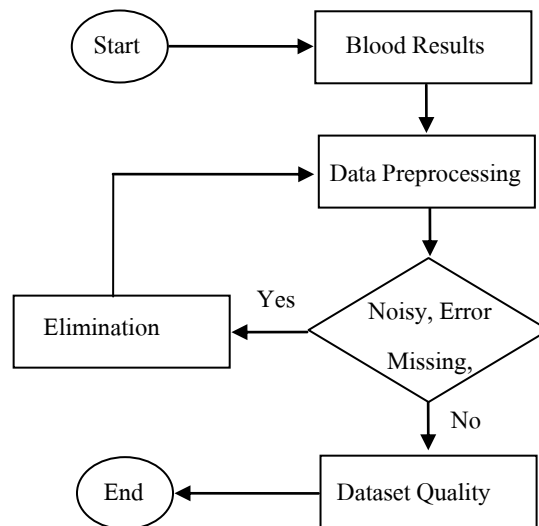 Start
Blood Results
Data Preprocessing
Yes
Noisy, Error
Elimination
Missing,
No
End
Dataset Quality